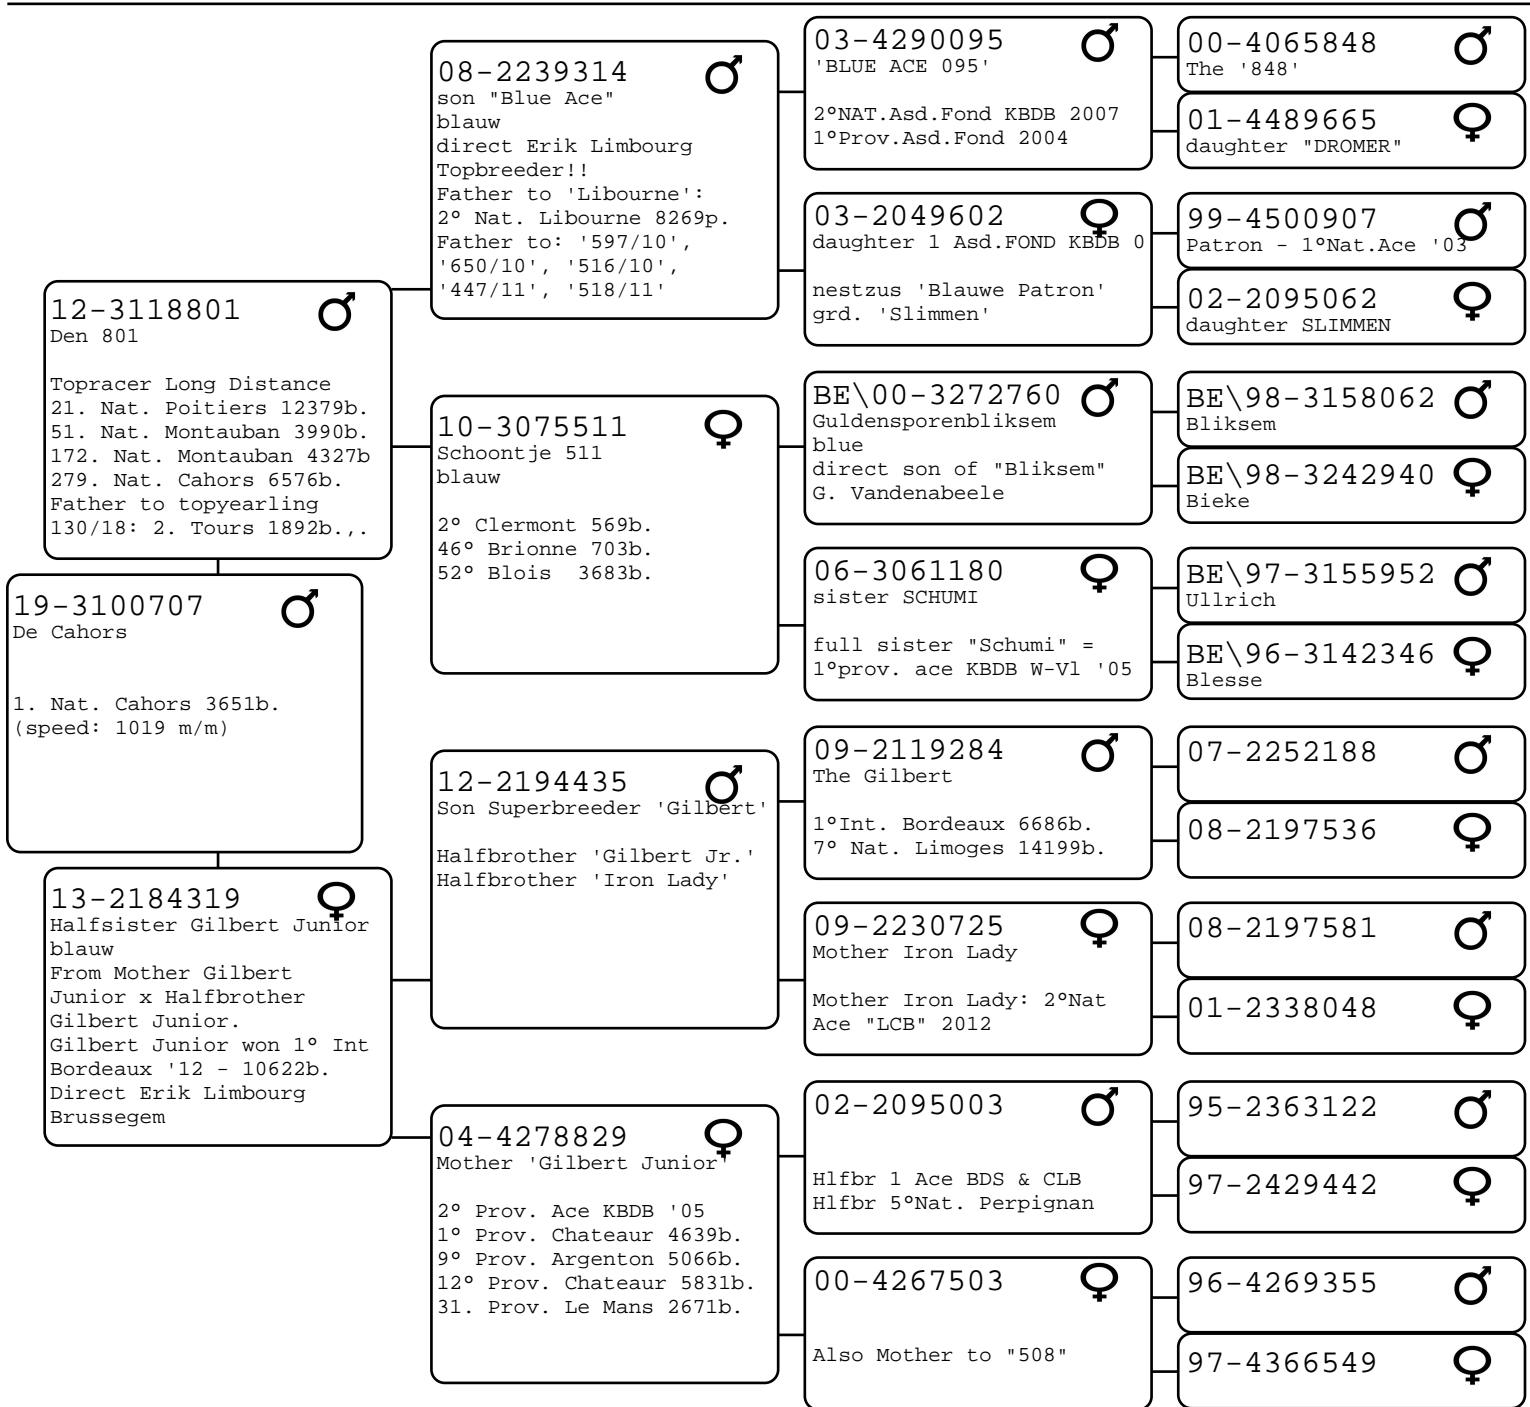 03-4290095
'BLUE ACE 095'
2°NAT.Asd.Fond KBDB 2007
1°Prov.Asd.Fond 2004
00-4065848
The '848'
01-4489665
daughter "DROMER"
08-2239314
son "Blue Ace"
blauw
direct Erik Limbourg
Topbreeder!!
Father to 'Libourne':
2° Nat. Libourne 8269p.
Father to: '597/10',
'650/10', '516/10',
'447/11', '518/11'
03-2049602
daughter 1 Asd.FOND KBDB 0
nestzus 'Blauwe Patron'
grd. 'Slimmen'
99-4500907
Patron - 1°Nat.Ace '03
02-2095062
daughter SLIMMEN
12-3118801
Den 801
Topracer Long Distance
21. Nat. Poitiers 12379b.
51. Nat. Montauban 3990b.
172. Nat. Montauban 4327b
279. Nat. Cahors 6576b.
Father to topyearling
130/18: 2. Tours 1892b.,.
10-3075511
Schoontje 511
blauw
2° Clermont 569b.
46° Brionne 703b.
52° Blois  3683b.
BE\00-3272760
Guldensporenbliksem
blue
direct son of "Bliksem"
G. Vandenabeele
BE\98-3158062
Bliksem
BE\98-3242940
Bieke
06-3061180
sister SCHUMI
full sister "Schumi" =
1°prov. ace KBDB W-Vl '05
BE\97-3155952
Ullrich
BE\96-3142346
Blesse
19-3100707
De Cahors
1. Nat. Cahors 3651b.
(speed: 1019 m/m)
12-2194435
Son Superbreeder 'Gilbert'
Halfbrother 'Gilbert Jr.'
Halfbrother 'Iron Lady'
09-2119284
The Gilbert
1°Int. Bordeaux 6686b.
7° Nat. Limoges 14199b.
07-2252188
08-2197536
13-2184319
Halfsister Gilbert Junior
blauw
From Mother Gilbert
Junior x Halfbrother
Gilbert Junior.
Gilbert Junior won 1° Int
Bordeaux '12 - 10622b.
Direct Erik Limbourg
Brussegem
09-2230725
Mother Iron Lady
Mother Iron Lady: 2°Nat
Ace "LCB" 2012
08-2197581
01-2338048
04-4278829
Mother 'Gilbert Junior'
2° Prov. Ace KBDB '05
1° Prov. Chateaur 4639b.
9° Prov. Argenton 5066b.
12° Prov. Chateaur 5831b.
31. Prov. Le Mans 2671b.
02-2095003
Hlfbr 1 Ace BDS & CLB
Hlfbr 5°Nat. Perpignan
95-2363122
97-2429442
00-4267503
Also Mother to "508"
96-4269355
97-4366549